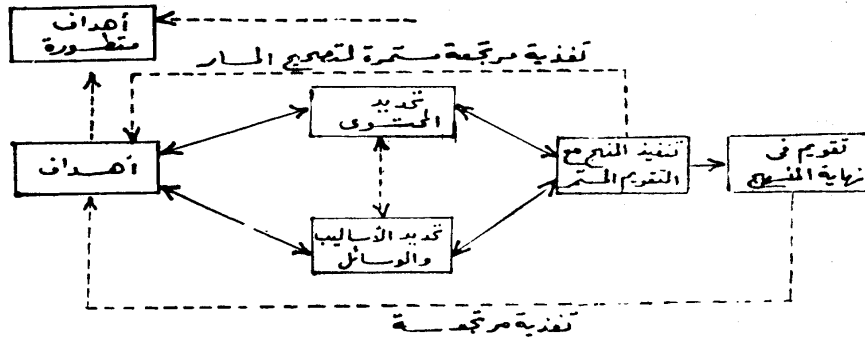 أهداف
متطورة
تغذية مرتجعة مستمرة لتصحيح المسار
تحديد
المحتوى
أهداف
تنفيذ المنهج مع
التقويم المستمر
تقويم فى
نهاية المنهج
تحديد الأساليب
والوسائل
تغذية مرتجعة